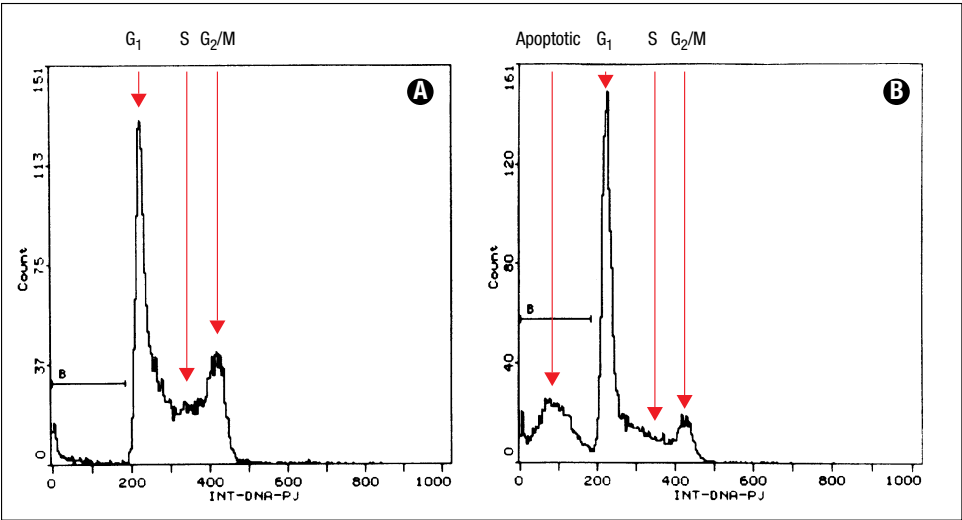 G₁ S G₂/M
A
151
113
75
37
0
Count
B
0 200 400 600 800 1000
INT-DNA-PJ
Apoptotic G₁ S G₂/M
B
161
120
80
40
0
Count
B
0 200 400 600 800 1000
INT-DNA-PJ